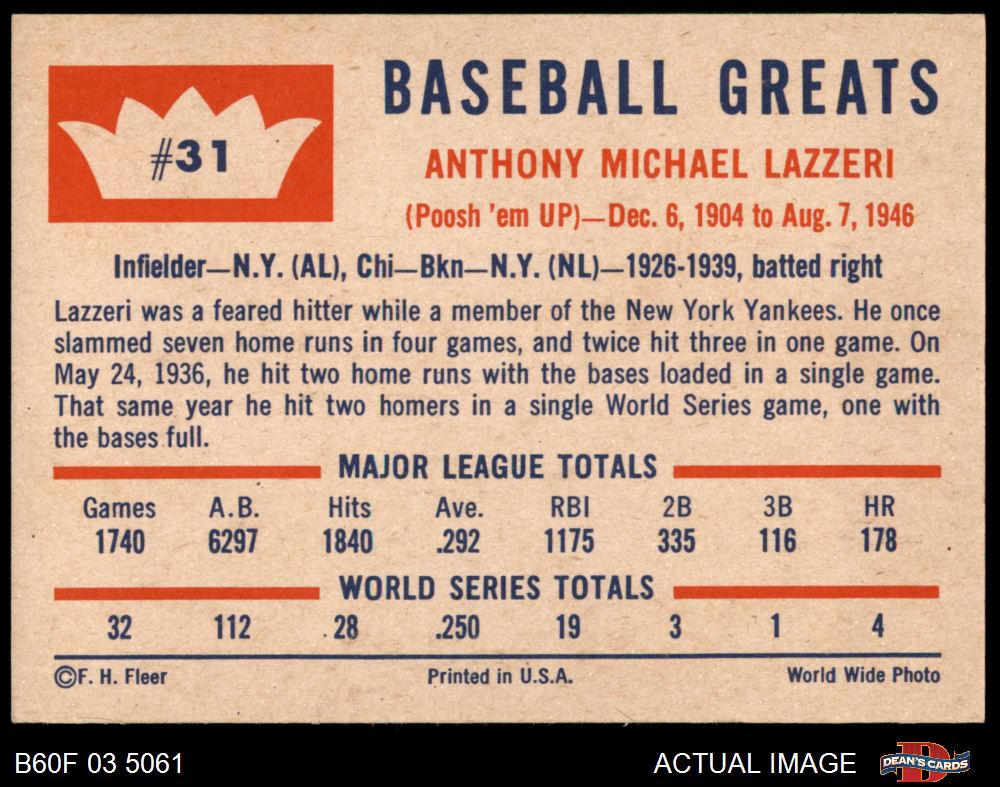 #31
BASEBALL GREATS
ANTHONY MICHAEL LAZZERI
(Poosh 'em UP)—Dec. 6, 1904 to Aug. 7, 1946
Infielder—N.Y. (AL), Chi—Bkn—N.Y. (NL)—1926-1939, batted right
Lazzeri was a feared hitter while a member of the New York Yankees. He once
slammed seven home runs in four games, and twice hit three in one game. On
May 24, 1936, he hit two home runs with the bases loaded in a single game.
That same year he hit two homers in a single World Series game, one with
the bases full.
MAJOR LEAGUE TOTALS
Games A.B. Hits Ave. RBI 2B 3B HR
1740 6297 1840 .292 1175 335 116 178
WORLD SERIES TOTALS
32 112 28 .250 19 3 1 4
©F. H. Fleer Printed in U.S.A. World Wide Photo
B60F 03 5061 ACTUAL IMAGE D DEAN'S CARDS